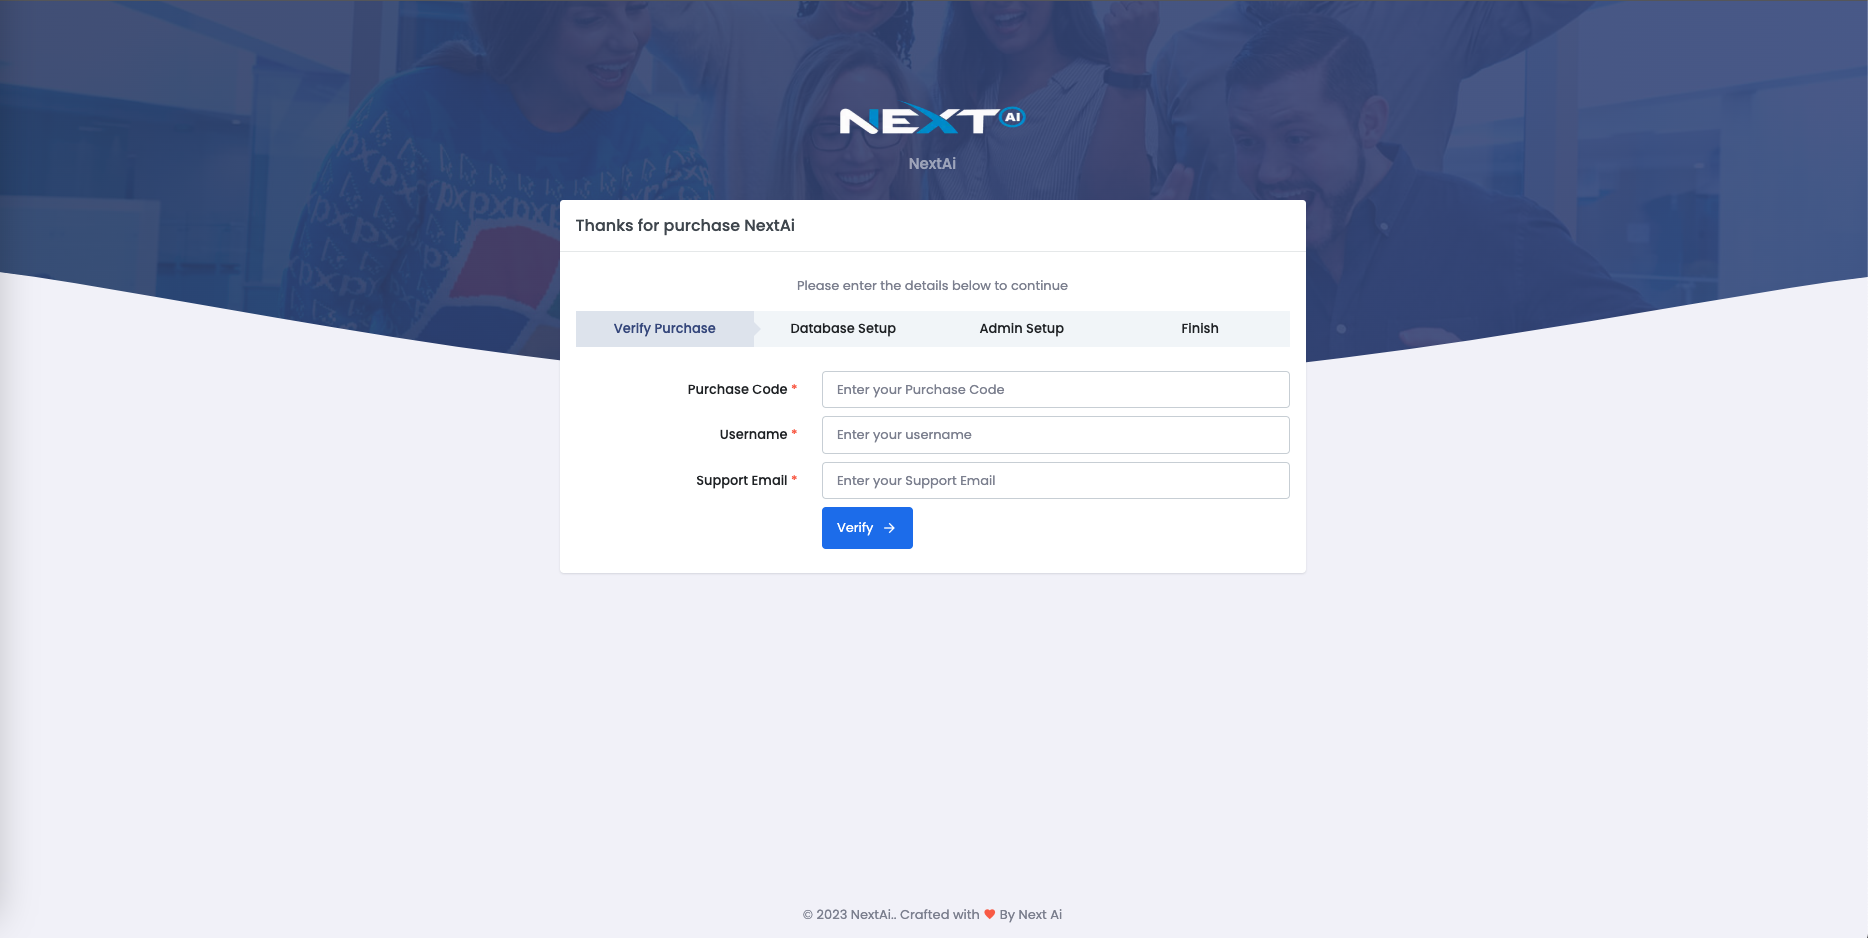 NEXT AI
NextAi
Thanks for purchase NextAi
Please enter the details below to continue
Verify Purchase
Database Setup
Admin Setup
Finish
Purchase Code *
Enter your Purchase Code
Username *
Enter your username
Support Email *
Enter your Support Email
Verify →
© 2023 NextAi.. Crafted with ♥ By Next Ai